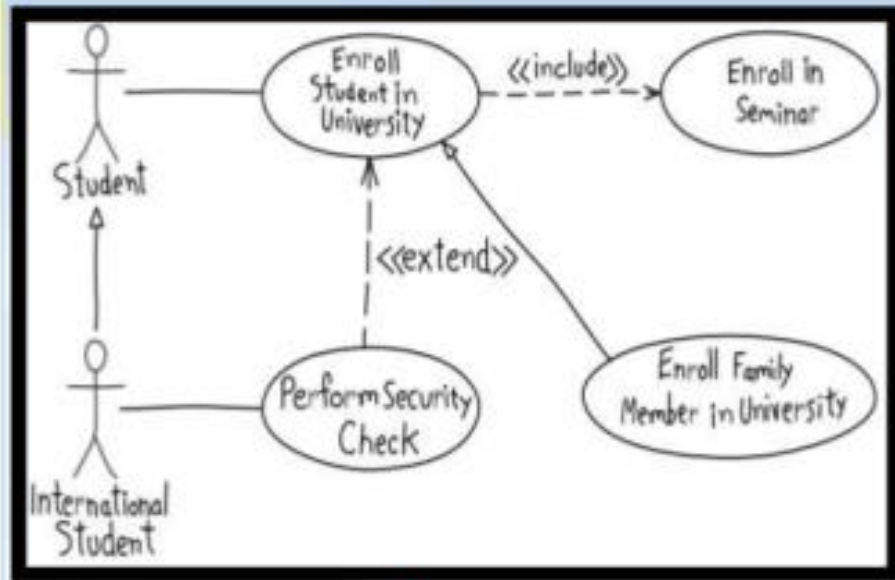 Enroll
Student in
University
<<include>>
Enroll in
Seminar
Student
<<extend>>
Perform Security
Check
Enroll Family
Member in University
International
Student